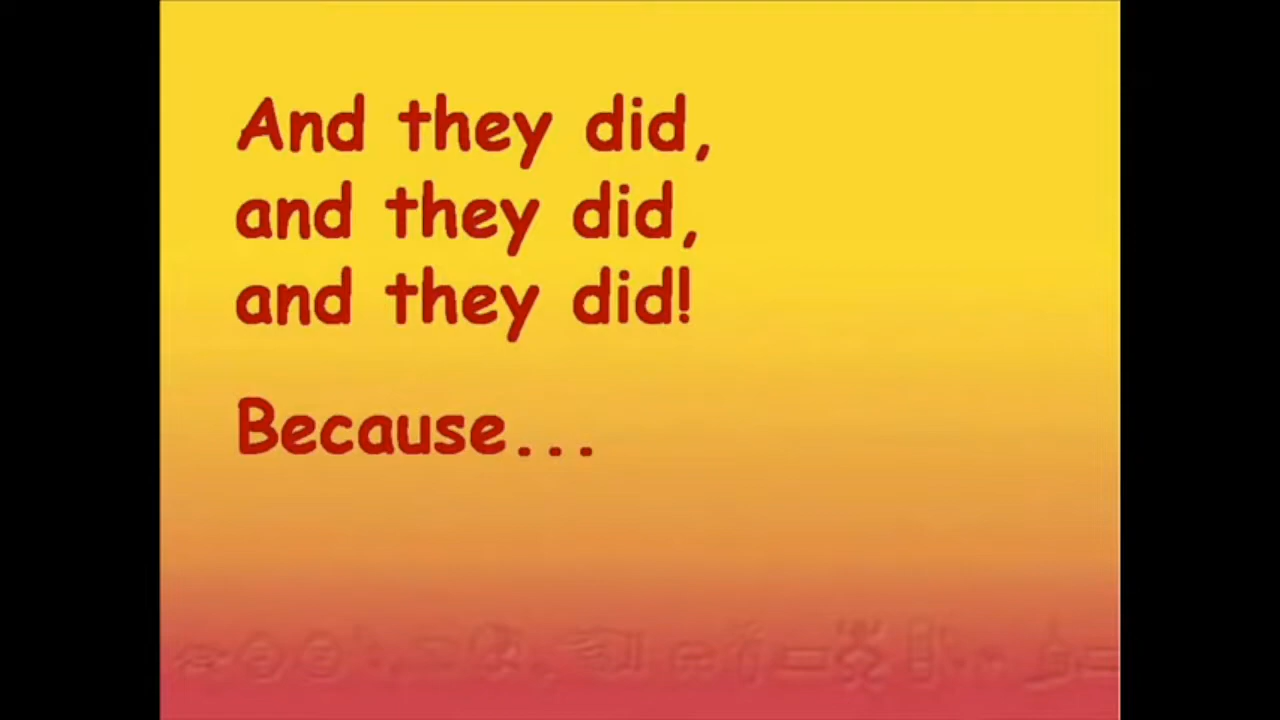 And they did,
and they did,
and they did!
Because...